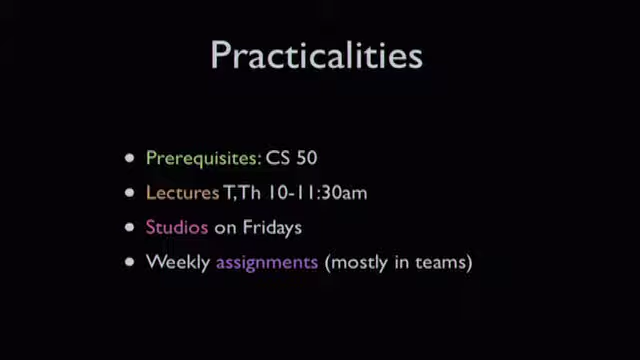 Practicalities
• Prerequisites: CS 50
• Lectures T,Th 10-11:30am
• Studios on Fridays
• Weekly assignments (mostly in teams)